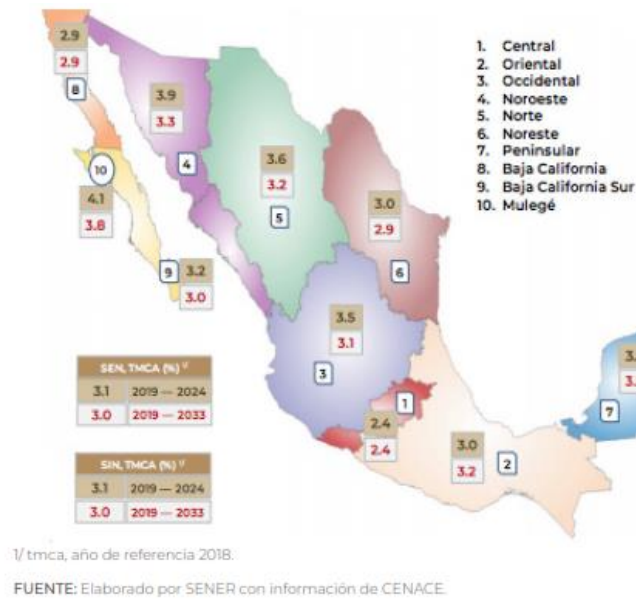 1. Central
2. Oriental
3. Occidental
4. Noroeste
5. Norte
6. Noreste
7. Peninsular
8. Baja California
9. Baja California Sur
10. Mulegé
2.9
2.9
8
3.9
3.3
4
10
4.1
3.8
3.6
3.2
5
3.0
2.9
6
9
3.2
3.0
3.5
3.1
3
1
2.4
2.4
3.0
3.2
2
3.
3.
7
SEN, TMCA (%) 1/
3.1 2019 — 2024
3.0 2019 — 2033
SIN, TMCA (%) 1/
3.1 2019 — 2024
3.0 2019 — 2033
1/ tmca, año de referencia 2018.
FUENTE: Elaborado por SENER con información de CENACE.